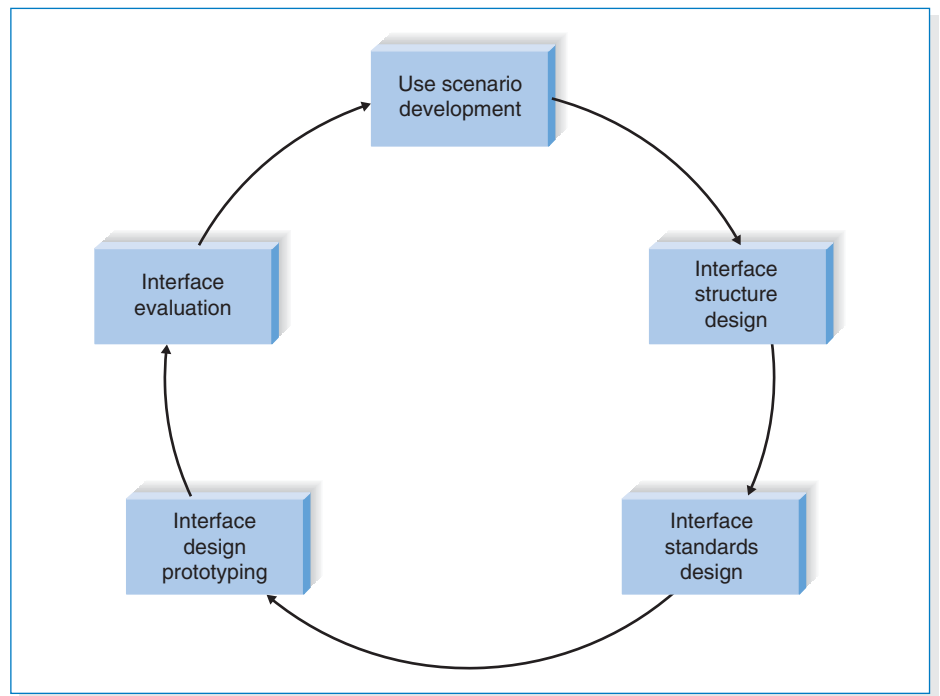 Use scenario
development
Interface
structure
design
Interface
standards
design
Interface
design
prototyping
Interface
evaluation